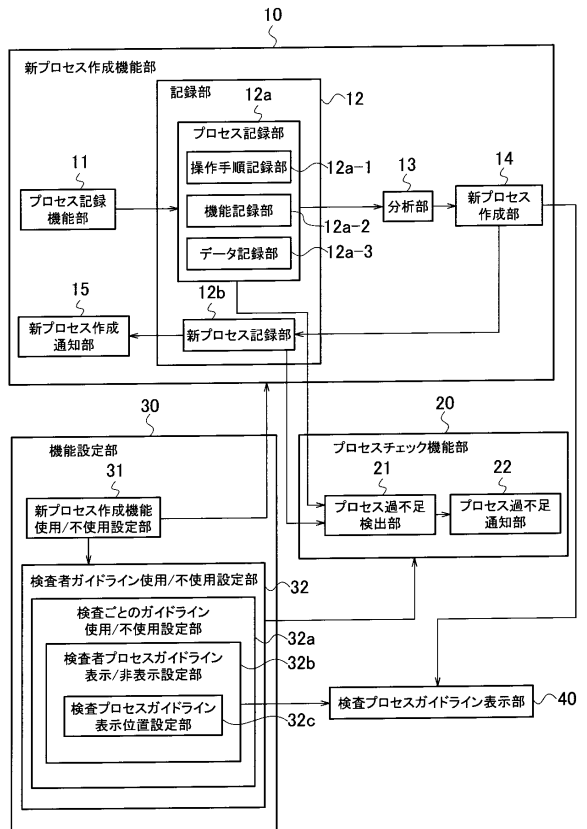 10
新プロセス作成機能部
記録部
12
12a
プロセス記録部
操作手順記録部
12a-1
機能記録部
12a-2
データ記録部
12a-3
11
プロセス記録
機能部
13
分析部
14
新プロセス
作成部
15
新プロセス作成
通知部
12b
新プロセス記録部
30
機能設定部
31
新プロセス作成機能
使用/不使用設定部
検査者ガイドライン使用/不使用設定部
32
検査ごとのガイドライン
使用/不使用設定部
32a
検査者プロセスガイドライン
表示/非表示設定部
32b
検査プロセスガイドライン
表示位置設定部
32c
20
プロセスチェック機能部
21
プロセス過不足
検出部
22
プロセス過不足
通知部
検査プロセスガイドライン表示部
40